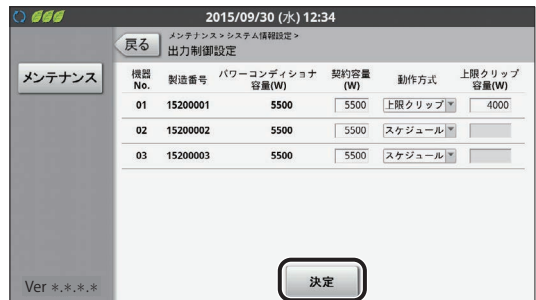 2015/09/30 (水) 12:34
戻る
メンテナンス > システム情報設定 >
出力制御設定
メンテナンス
機器No. 製造番号 パワーコンディショナ容量(W) 契約容量(W) 動作方式 上限クリップ容量(W)
01 15200001 5500 5500 上限クリップ 4000
02 15200002 5500 5500 スケジュール
03 15200003 5500 5500 スケジュール
決定
Ver *.*.*.*